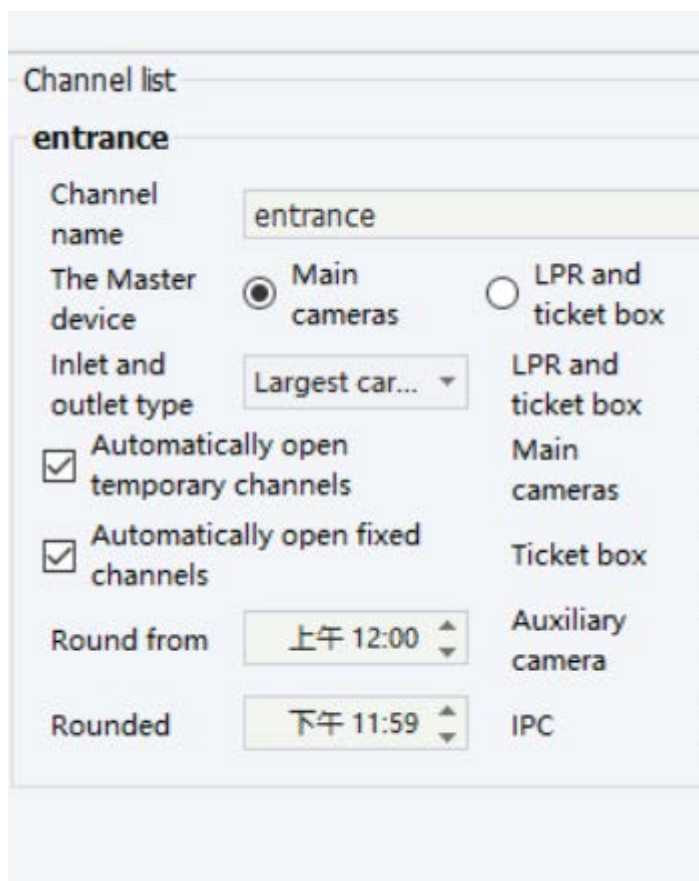 Channel list
entrance
Channel
name
entrance
The Master
device
Main
cameras
LPR and
ticket box
Inlet and
outlet type
Largest car...
LPR and
ticket box
Automatically open
temporary channels
Main
cameras
Automatically open fixed
channels
Ticket box
Round from
上午 12:00
Auxiliary
camera
Rounded
下午 11:59
IPC